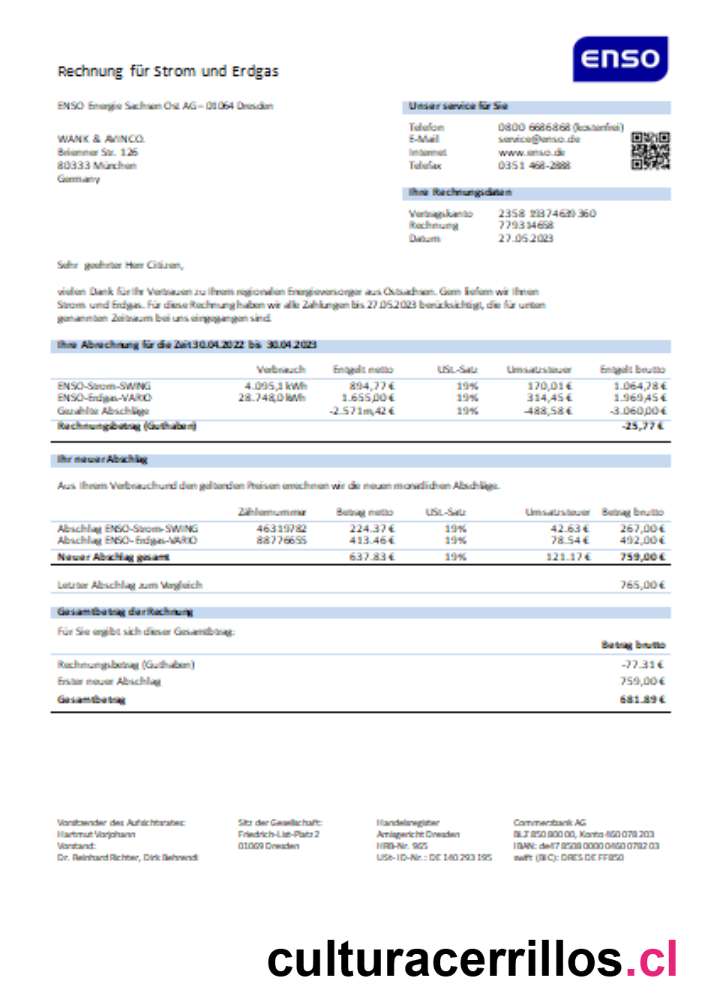 enso
Rechnung für Strom und Erdgas
ENSO Energie Sachsen Ost AG – 01064 Dresden
WANK & AVINCO.
Brienner Str. 126
80333 München
Germany
Unser service für Sie
Telefon 0800 6686868 (kostenfrei)
E-Mail service@enso.de
Internet www.enso.de
Telefax 0351 468-2888
Ihre Rechnungsdaten
Vertragskonto 2358 19374639 360
Rechnung 779314658
Datum 27.05.2023
Sehr geehrter Herr Citizen,
vielen Dank für Ihr Vertrauen zu Ihrem regionalen Energieversorger aus Ostsachsen. Gern liefern wir Ihnen
Strom und Erdgas. Für diese Rechnung haben wir alle Zahlungen bis 27.05.2023 berücksichtigt, die für unten
genannten Zeitraum bei uns eingegangen sind.
Ihre Abrechnung für die Zeit 30.04.2022 bis 30.04.2023
Verbrauch Entgelt netto USt.-Satz Umsatzsteuer Entgelt brutto
ENSO-Strom-SWING 4.095,1 kWh 894,77 € 19% 170,01 € 1.064,78 €
ENSO-Erdgas-VARIO 28.748,0 kWh 1.655,00 € 19% 314,45 € 1.969,45 €
Gezahlte Abschläge -2.571m,42 € 19% -488,58 € -3.060,00 €
Rechnungsbetrag (Guthaben) -25,77 €
Ihr neuer Abschlag
Aus Ihrem Verbrauch und den geltenden Preisen errechnen wir die neuen monatlichen Abschläge.
Zählernummer Betrag netto USt.-Satz Umsatzsteuer Betrag brutto
Abschlag ENSO-Strom-SWING 46319782 224.37 € 19% 42.63 € 267,00 €
Abschlag ENSO-Erdgas-VARIO 88776655 413.46 € 19% 78.54 € 492,00 €
Neuer Abschlag gesamt 637.83 € 19% 121.17 € 759,00 €
Letzter Abschlag zum Vergleich 765,00 €
Gesamtbetrag der Rechnung
Für Sie ergibt sich dieser Gesamtbtrag:
Betrag brutto
Rechnungsbetrag (Guthaben) -77.31 €
Erster neuer Abschlag 759,00 €
Gesamtbetrag 681.89 €
Vorsitzender des Aufsichtsrates:
Hartmut Vorjohann
Vorstand:
Dr. Reinhard Richter, Dirk Behrendt
Sitz der Gesellschaft:
Friedrich-List-Platz 2
01069 Dresden
Handelsregister
Amtsgericht Dresden
HRB-Nr. 965
USt-ID-Nr.: DE 140 293 195
Commerzbank AG
BLZ 850 800 00, Konto 460 078 203
IBAN: de47 8508 0000 0460 0782 03
swift (BIC): DRES DE FF850
culturacerrillos.cl